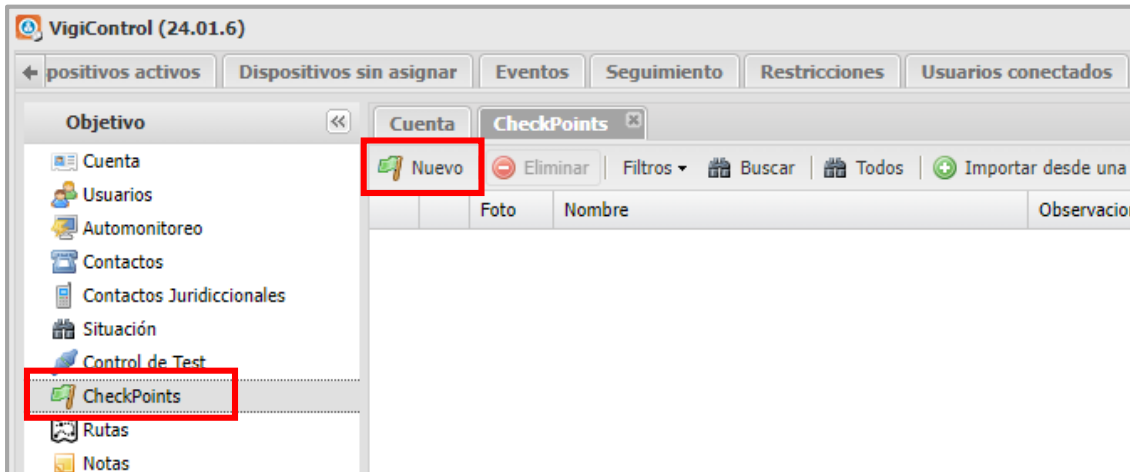 VigiControl (24.01.6)
positivos activos Dispositivos sin asignar Eventos Seguimiento Restricciones Usuarios conectados
Objetivo
Cuenta
Usuarios
Automonitoreo
Contactos
Contactos Juridiccionales
Situación
Control de Test
CheckPoints
Rutas
Notas
Cuenta CheckPoints
Nuevo Eliminar Filtros Buscar Todos Importar desde una
Foto Nombre Observacion